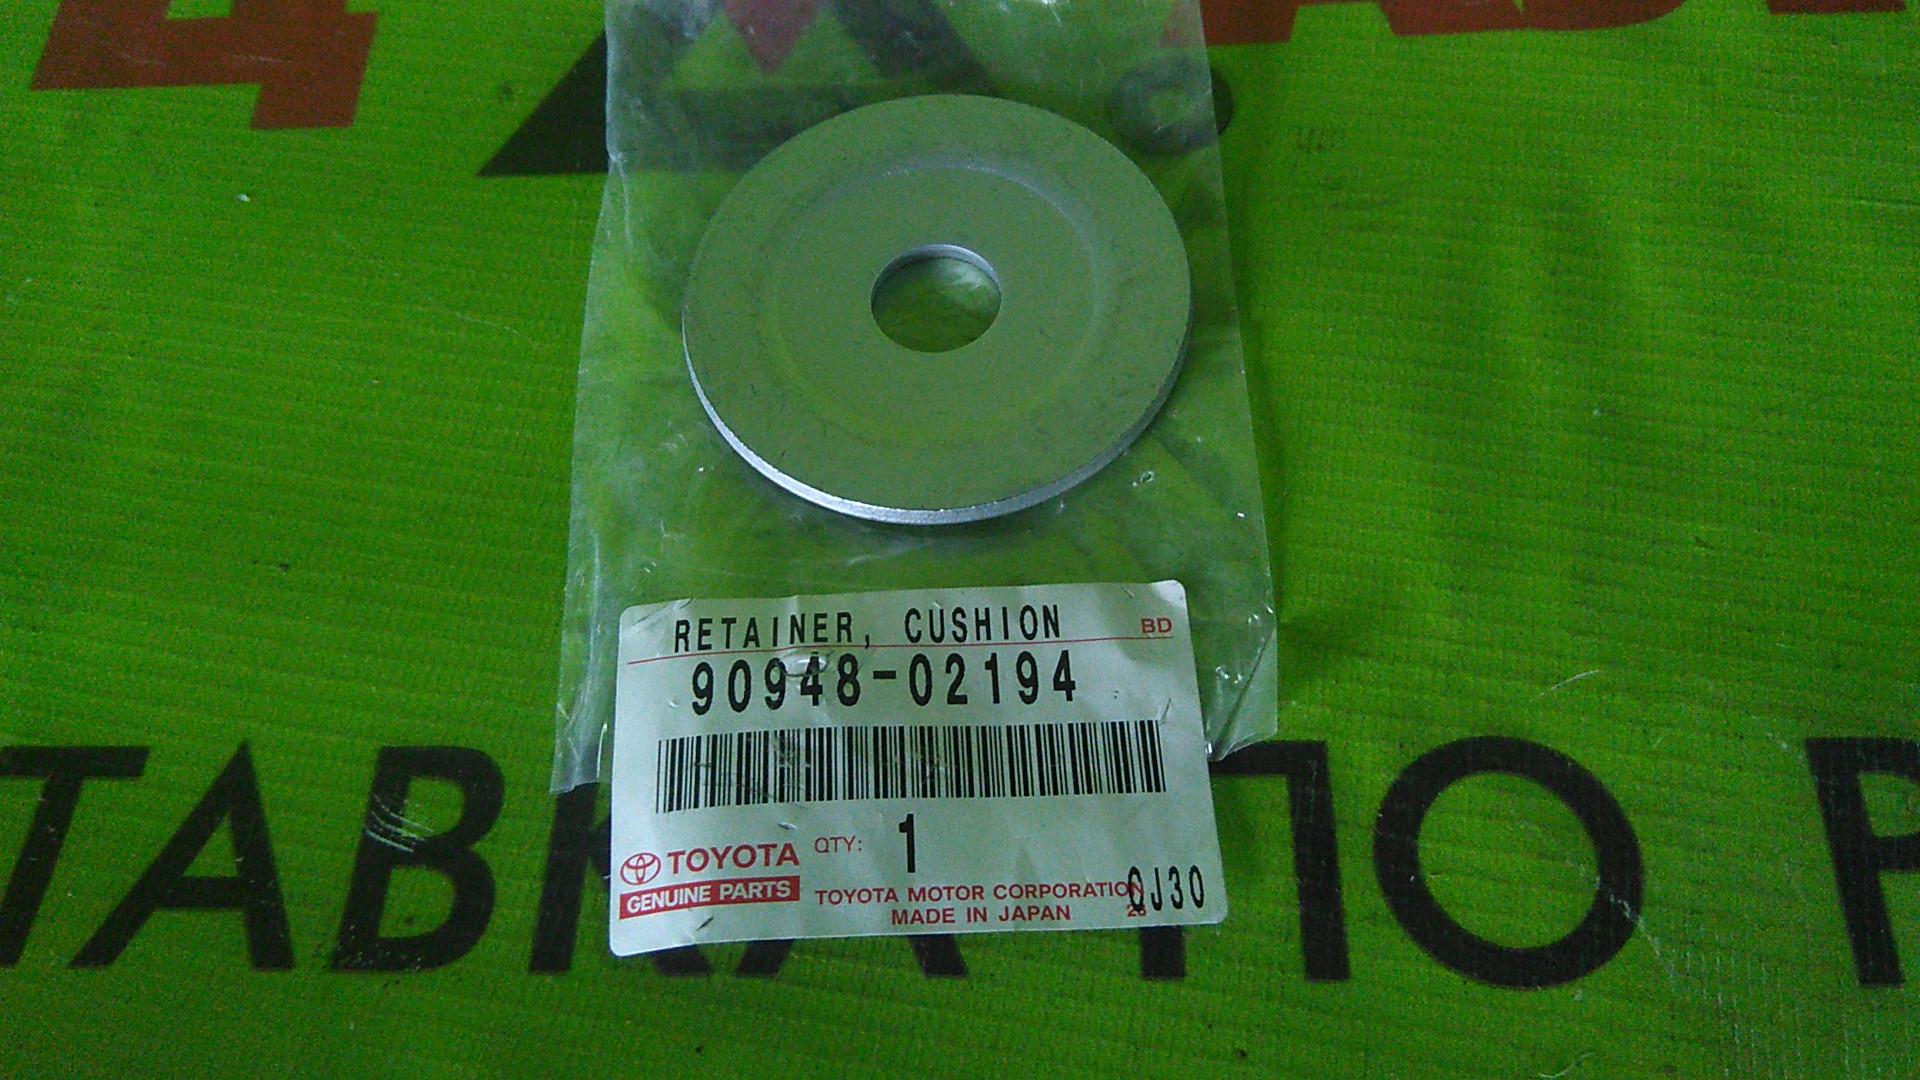 4
RETAINER, CUSHION BD
90948-02194
QTY: 1
TOYOTA
GENUINE PARTS
TOYOTA MOTOR CORPORATION
MADE IN JAPAN
QJ30
ТАВКА ПО Р